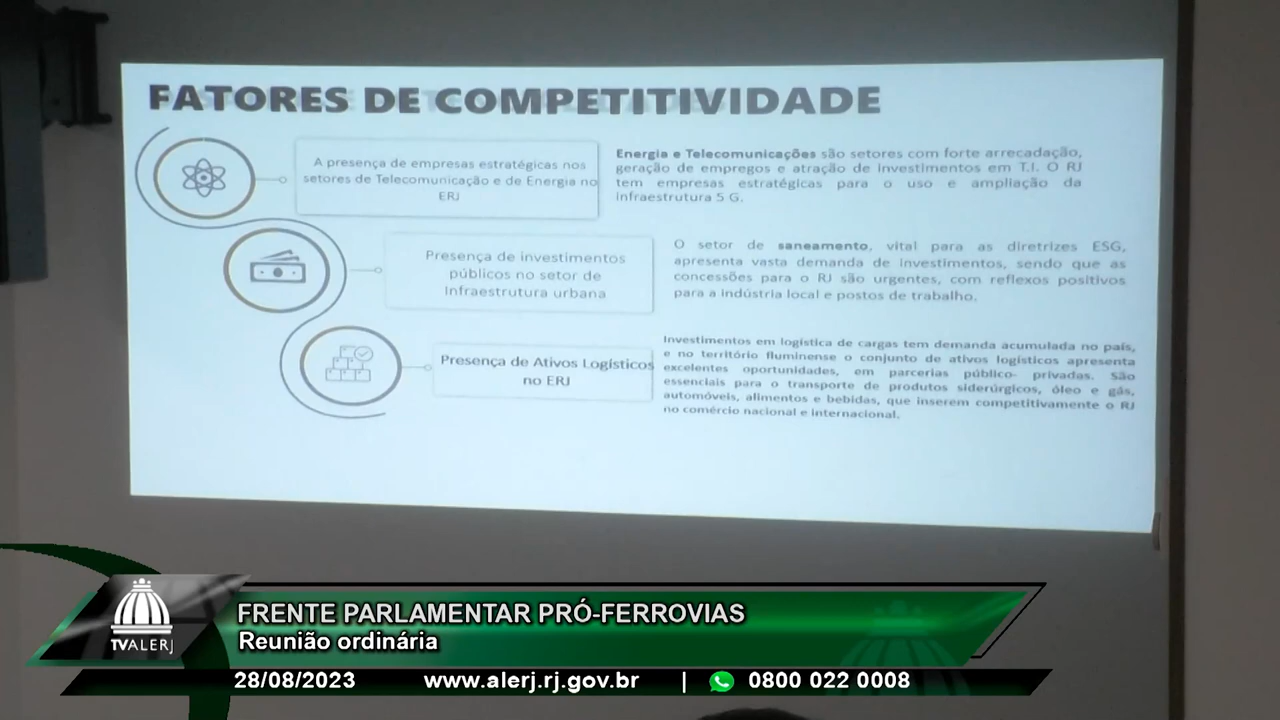 FATORES DE COMPETITIVIDADE
A presença de empresas estratégicas nos
setores de Telecomunicação e de Energia no
ERJ
Energia e Telecomunicações são setores com forte arrecadação,
geração de empregos e atração de investimentos em T.I. O RJ
tem empresas estratégicas para o uso e ampliação da
infraestrutura 5 G.
Presença de investimentos
públicos no setor de
Infraestrutura urbana
O setor de saneamento, vital para as diretrizes ESG,
apresenta vasta demanda de investimentos, sendo que as
concessões para o RJ são urgentes, com reflexos positivos
para a indústria local e postos de trabalho.
Presença de Ativos Logísticos
no ERJ
Investimentos em logística de cargas tem demanda acumulada no país,
e no território fluminense o conjunto de ativos logísticos apresenta
excelentes oportunidades, em parcerias público- privadas. São
essenciais para o transporte de produtos siderúrgicos, óleo e gás,
automóveis, alimentos e bebidas, que inserem competitivamente o RJ
no comércio nacional e internacional.
TVALERJ
FRENTE PARLAMENTAR PRÓ-FERROVIAS
Reunião ordinária
28/08/2023 www.alerj.rj.gov.br | 0800 022 0008